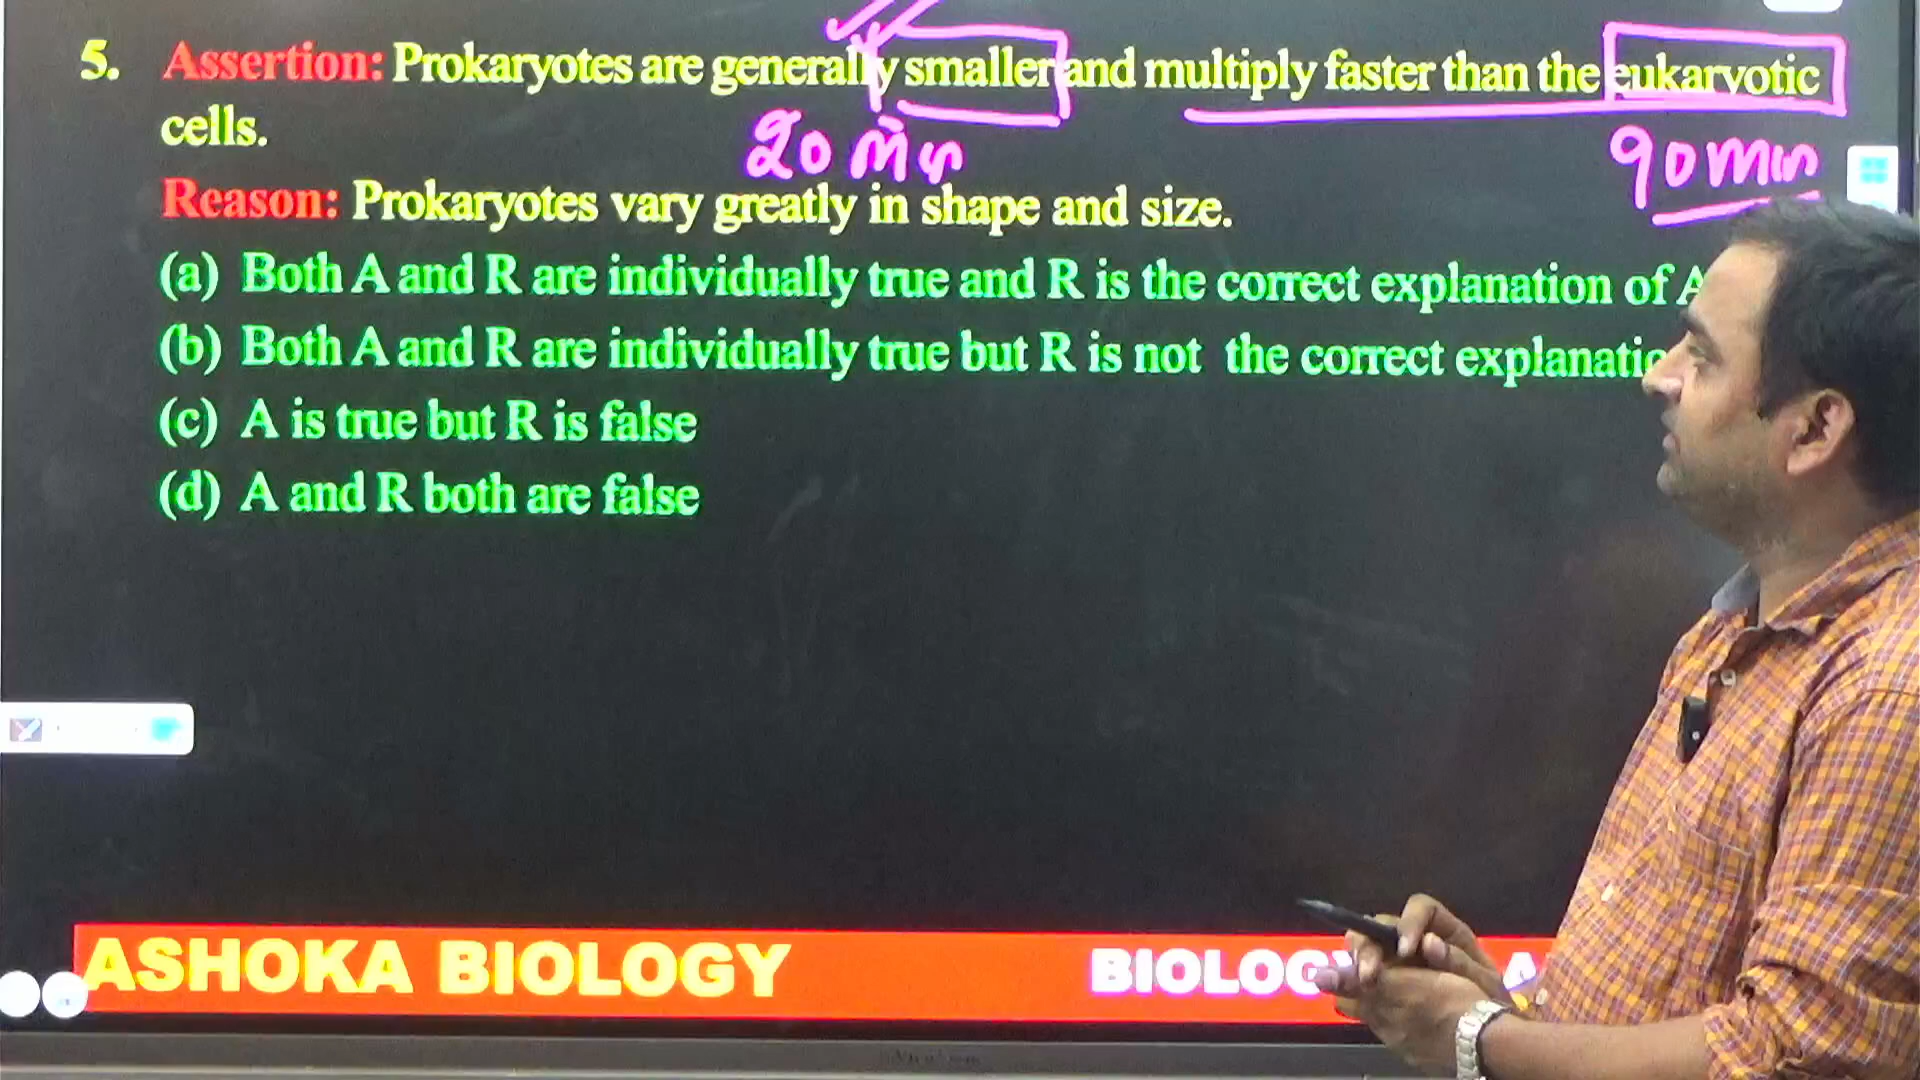 5. Assertion: Prokaryotes are generally smaller and multiply faster than the eukaryotic
cells.
20 min
90 min
Reason: Prokaryotes vary greatly in shape and size.
(a) Both A and R are individually true and R is the correct explanation of A
(b) Both A and R are individually true but R is not the correct
(c) A is true but R is false
(d) A and R both are false
ASHOKA BIOLOGY